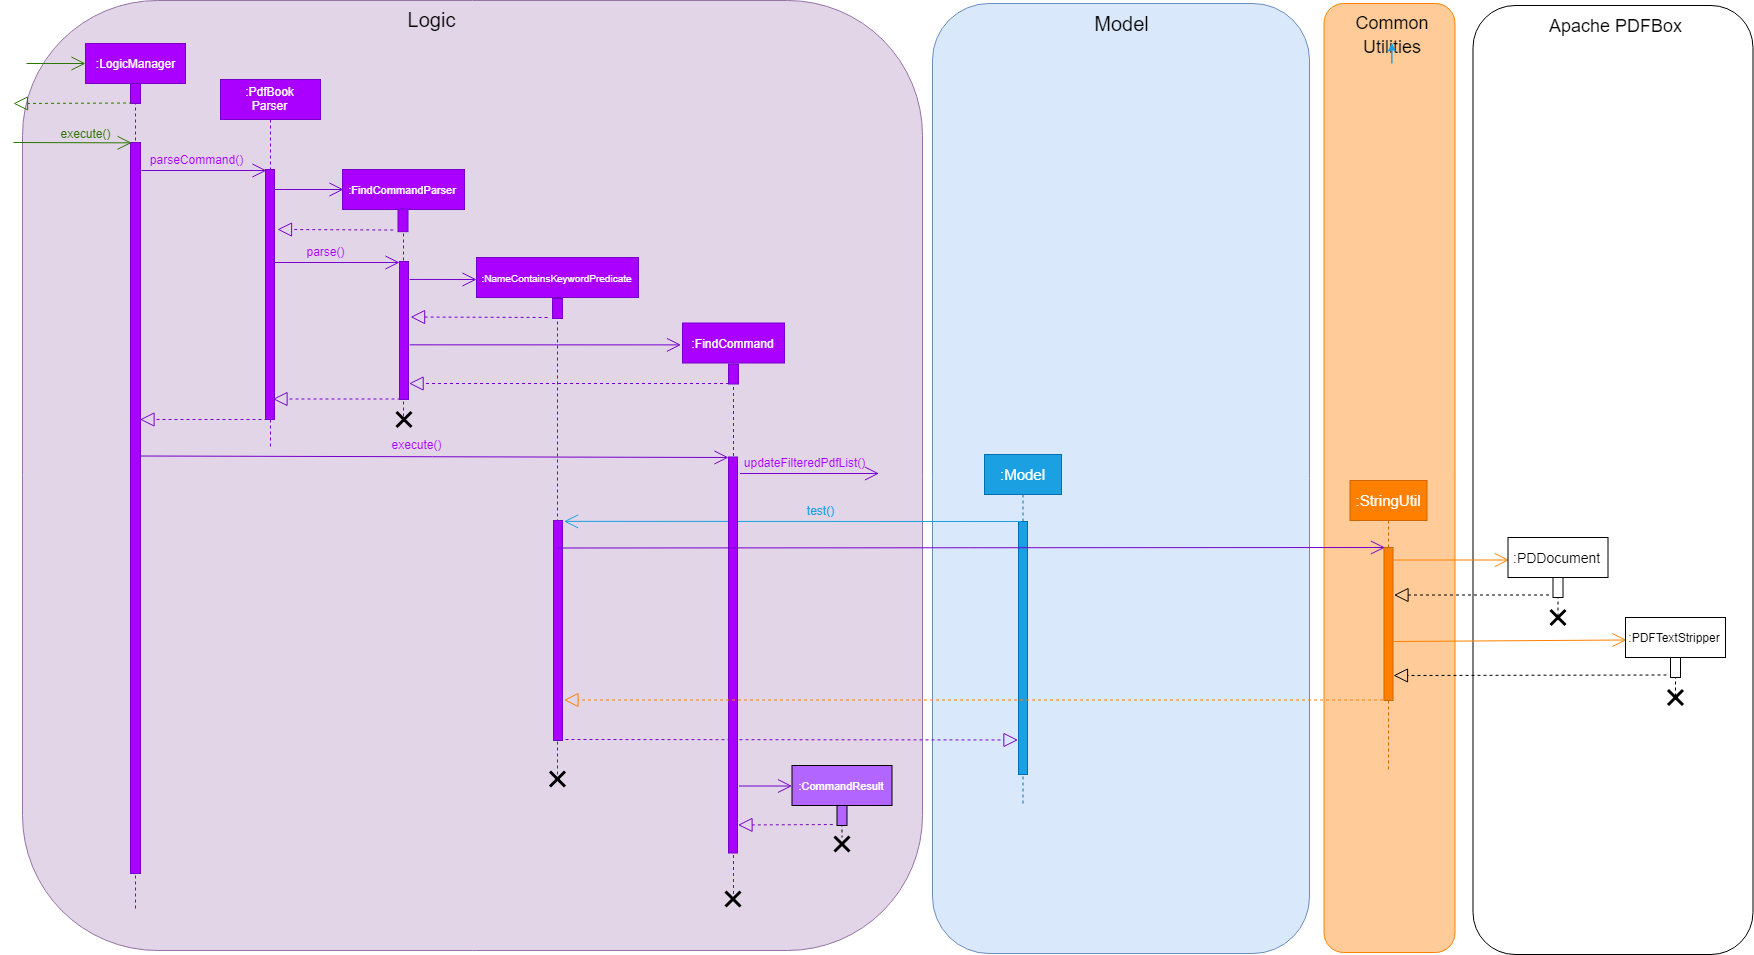 Logic
Model
Common
Utilities
Apache PDFBox
:LogicManager
:PdfBook
Parser
execute()
parseCommand()
:FindCommandParser
parse()
:NameContainsKeywordPredicate
:FindCommand
execute()
updateFilteredPdfList()
:Model
:StringUtil
test()
:PDDocument
:PDFTextStripper
:CommandResult